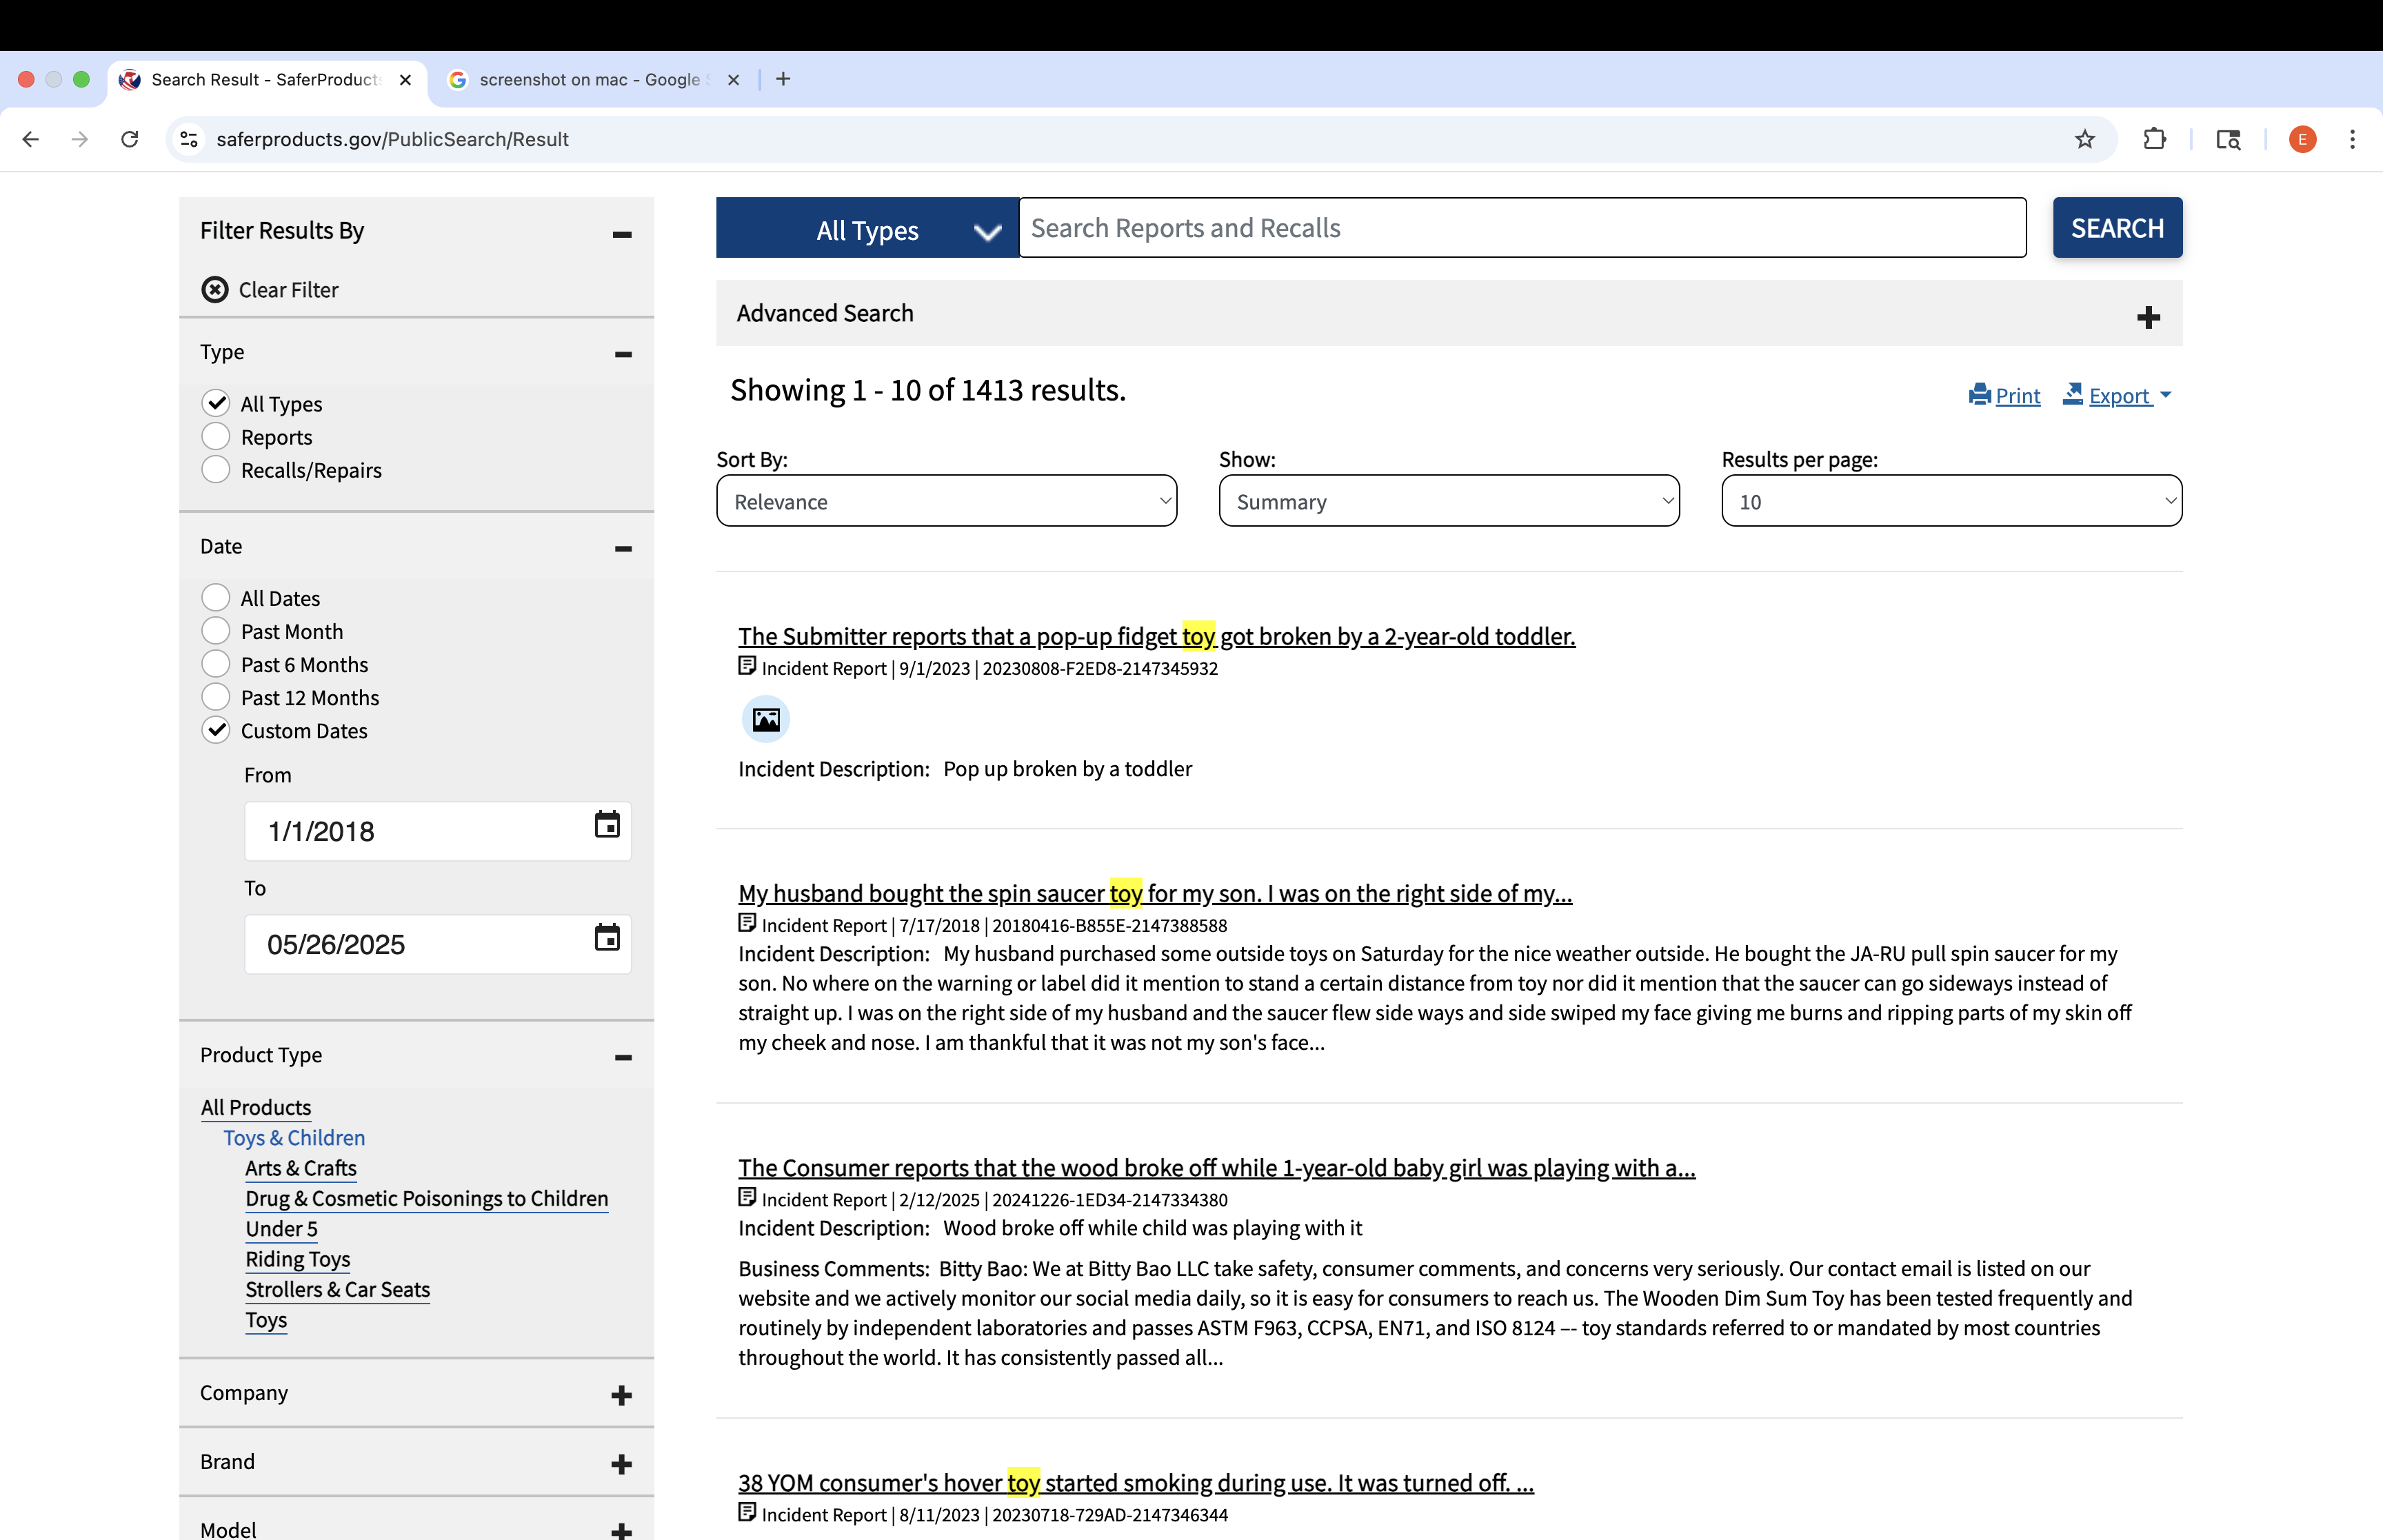 Search Result - SaferProducts
screenshot on mac - Google S
saferproducts.gov/PublicSearch/Result
E
Filter Results By
Clear Filter
Type
All Types
Reports
Recalls/Repairs
Date
All Dates
Past Month
Past 6 Months
Past 12 Months
Custom Dates
From
1/1/2018
To
05/26/2025
Product Type
All Products
Toys & Children
Arts & Crafts
Drug & Cosmetic Poisonings to Children
Under 5
Riding Toys
Strollers & Car Seats
Toys
Company
Brand
Model
All Types
Search Reports and Recalls
SEARCH
Advanced Search
Showing 1 - 10 of 1413 results.
Print
Export
Sort By:
Relevance
Show:
Summary
Results per page:
10
The Submitter reports that a pop-up fidget toy got broken by a 2-year-old toddler.
Incident Report | 9/1/2023 | 20230808-F2ED8-2147345932
Incident Description: Pop up broken by a toddler
My husband bought the spin saucer toy for my son. I was on the right side of my...
Incident Report | 7/17/2018 | 20180416-B855E-2147388588
Incident Description: My husband purchased some outside toys on Saturday for the nice weather outside. He bought the JA-RU pull spin saucer for my
son. No where on the warning or label did it mention to stand a certain distance from toy nor did it mention that the saucer can go sideways instead of
straight up. I was on the right side of my husband and the saucer flew side ways and side swiped my face giving me burns and ripping parts of my skin off
my cheek and nose. I am thankful that it was not my son's face...
The Consumer reports that the wood broke off while 1-year-old baby girl was playing with a...
Incident Report | 2/12/2025 | 20241226-1ED34-2147334380
Incident Description: Wood broke off while child was playing with it
Business Comments: Bitty Bao: We at Bitty Bao LLC take safety, consumer comments, and concerns very seriously. Our contact email is listed on our
website and we actively monitor our social media daily, so it is easy for consumers to reach us. The Wooden Dim Sum Toy has been tested frequently and
routinely by independent laboratories and passes ASTM F963, CCPSA, EN71, and ISO 8124 –- toy standards referred to or mandated by most countries
throughout the world. It has consistently passed all...
38 YOM consumer's hover toy started smoking during use. It was turned off. ...
Incident Report | 8/11/2023 | 20230718-729AD-2147346344